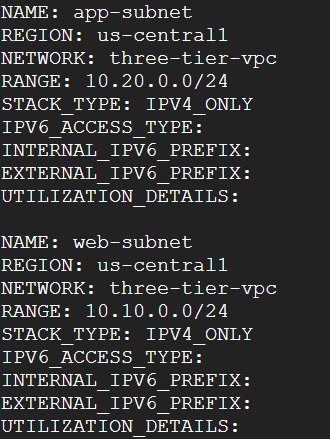 NAME: app-subnet
REGION: us-central1
NETWORK: three-tier-vpc
RANGE: 10.20.0.0/24
STACK_TYPE: IPV4_ONLY
IPV6_ACCESS_TYPE:
INTERNAL_IPV6_PREFIX:
EXTERNAL_IPV6_PREFIX:
UTILIZATION_DETAILS:

NAME: web-subnet
REGION: us-central1
NETWORK: three-tier-vpc
RANGE: 10.10.0.0/24
STACK_TYPE: IPV4_ONLY
IPV6_ACCESS_TYPE:
INTERNAL_IPV6_PREFIX:
EXTERNAL_IPV6_PREFIX:
UTILIZATION_DETAILS: